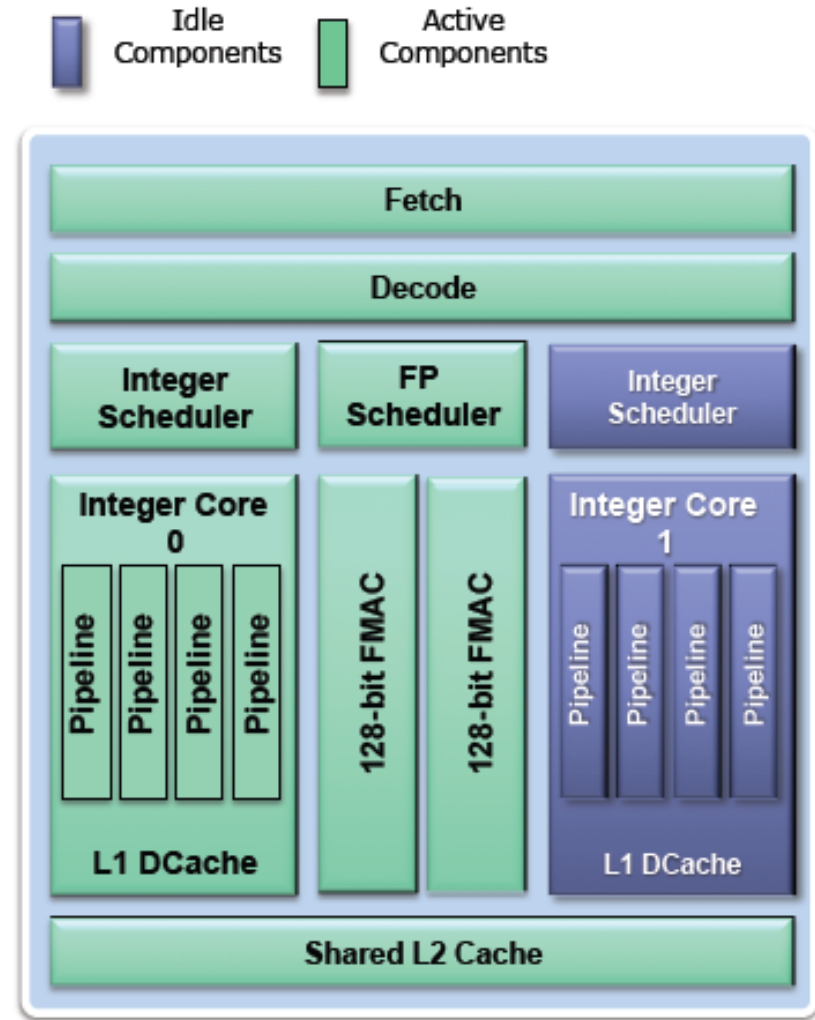 Idle
Components
Active
Components
Fetch
Decode
Integer
Scheduler
FP
Scheduler
Integer
Scheduler
Integer Core
0
Pipeline
Pipeline
Pipeline
Pipeline
L1 DCache
128-bit FMAC
128-bit FMAC
Integer Core
1
Pipeline
Pipeline
Pipeline
Pipeline
L1 DCache
Shared L2 Cache